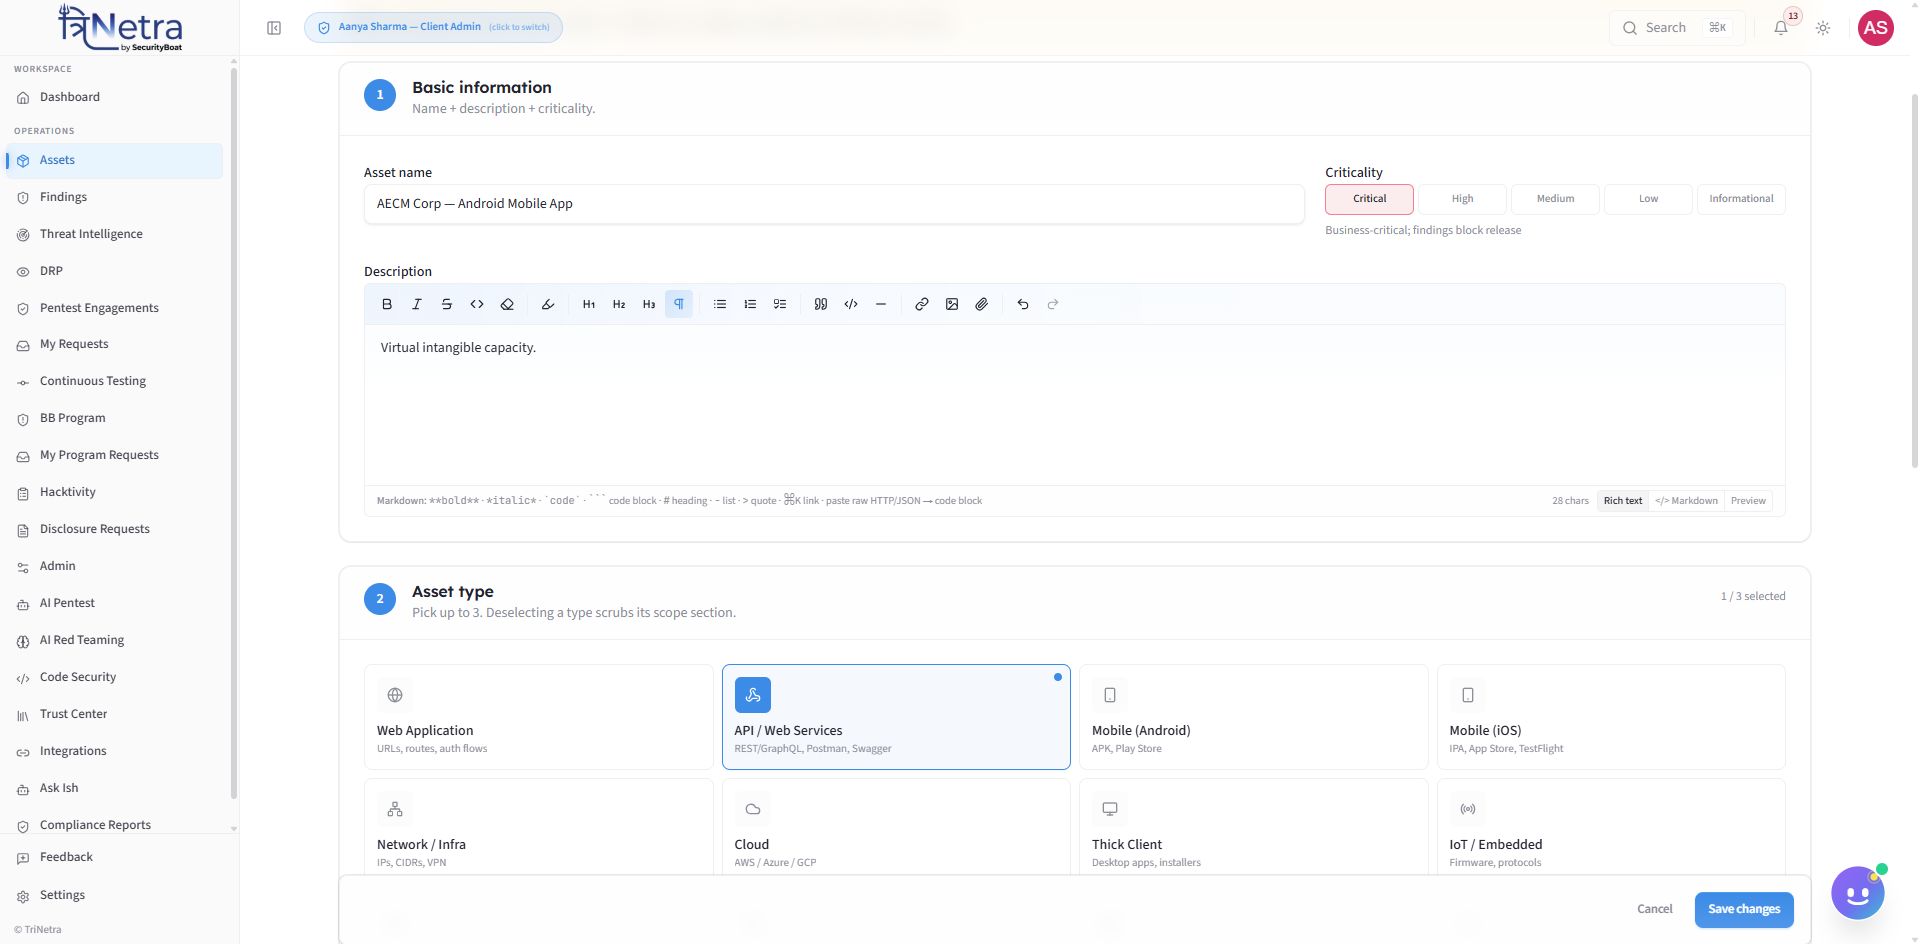 त्रिNetra
by SecurityBoat
Aanya Sharma — Client Admin (click to switch)
Search ⌘K
13
AS
WORKSPACE
Dashboard
OPERATIONS
Assets
Findings
Threat Intelligence
DRP
Pentest Engagements
My Requests
Continuous Testing
BB Program
My Program Requests
Hacktivity
Disclosure Requests
Admin
AI Pentest
AI Red Teaming
Code Security
Trust Center
Integrations
Ask Ish
Compliance Reports
Feedback
Settings
© TriNetra
1
Basic information
Name + description + criticality.
Asset name
AECM Corp — Android Mobile App
Criticality
Critical High Medium Low Informational
Business-critical; findings block release
Description
B I S H1 H2 H3
Virtual intangible capacity.
Markdown: **bold** · *italic* · `code` · ``` code block · # heading · - list · > quote · ⌘K link · paste raw HTTP/JSON → code block
28 chars Rich text </> Markdown Preview
2
Asset type
Pick up to 3. Deselecting a type scrubs its scope section.
1 / 3 selected
Web Application
URLs, routes, auth flows
API / Web Services
REST/GraphQL, Postman, Swagger
Mobile (Android)
APK, Play Store
Mobile (iOS)
IPA, App Store, TestFlight
Network / Infra
IPs, CIDRs, VPN
Cloud
AWS / Azure / GCP
Thick Client
Desktop apps, installers
IoT / Embedded
Firmware, protocols
Cancel Save changes